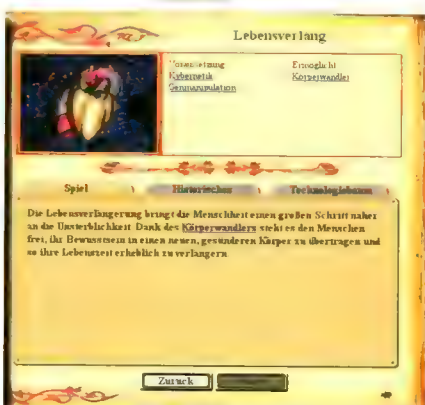 Lebensverlang
Voraussetzung Ermöglicht
Kybernetik Körperwandler
Genmanipulation
Spiel Historisches Technologiebaum
Die Lebensverlängerung bringt die Menschheit einen großen Schritt näher
an die Unsterblichkeit. Dank des Körperwandlers steht es den Menschen
frei, ihr Bewusstsein in einen neuen, gesünderen Körper zu übertragen und
so ihre Lebenszeit erheblich zu verlängern.
Zurück